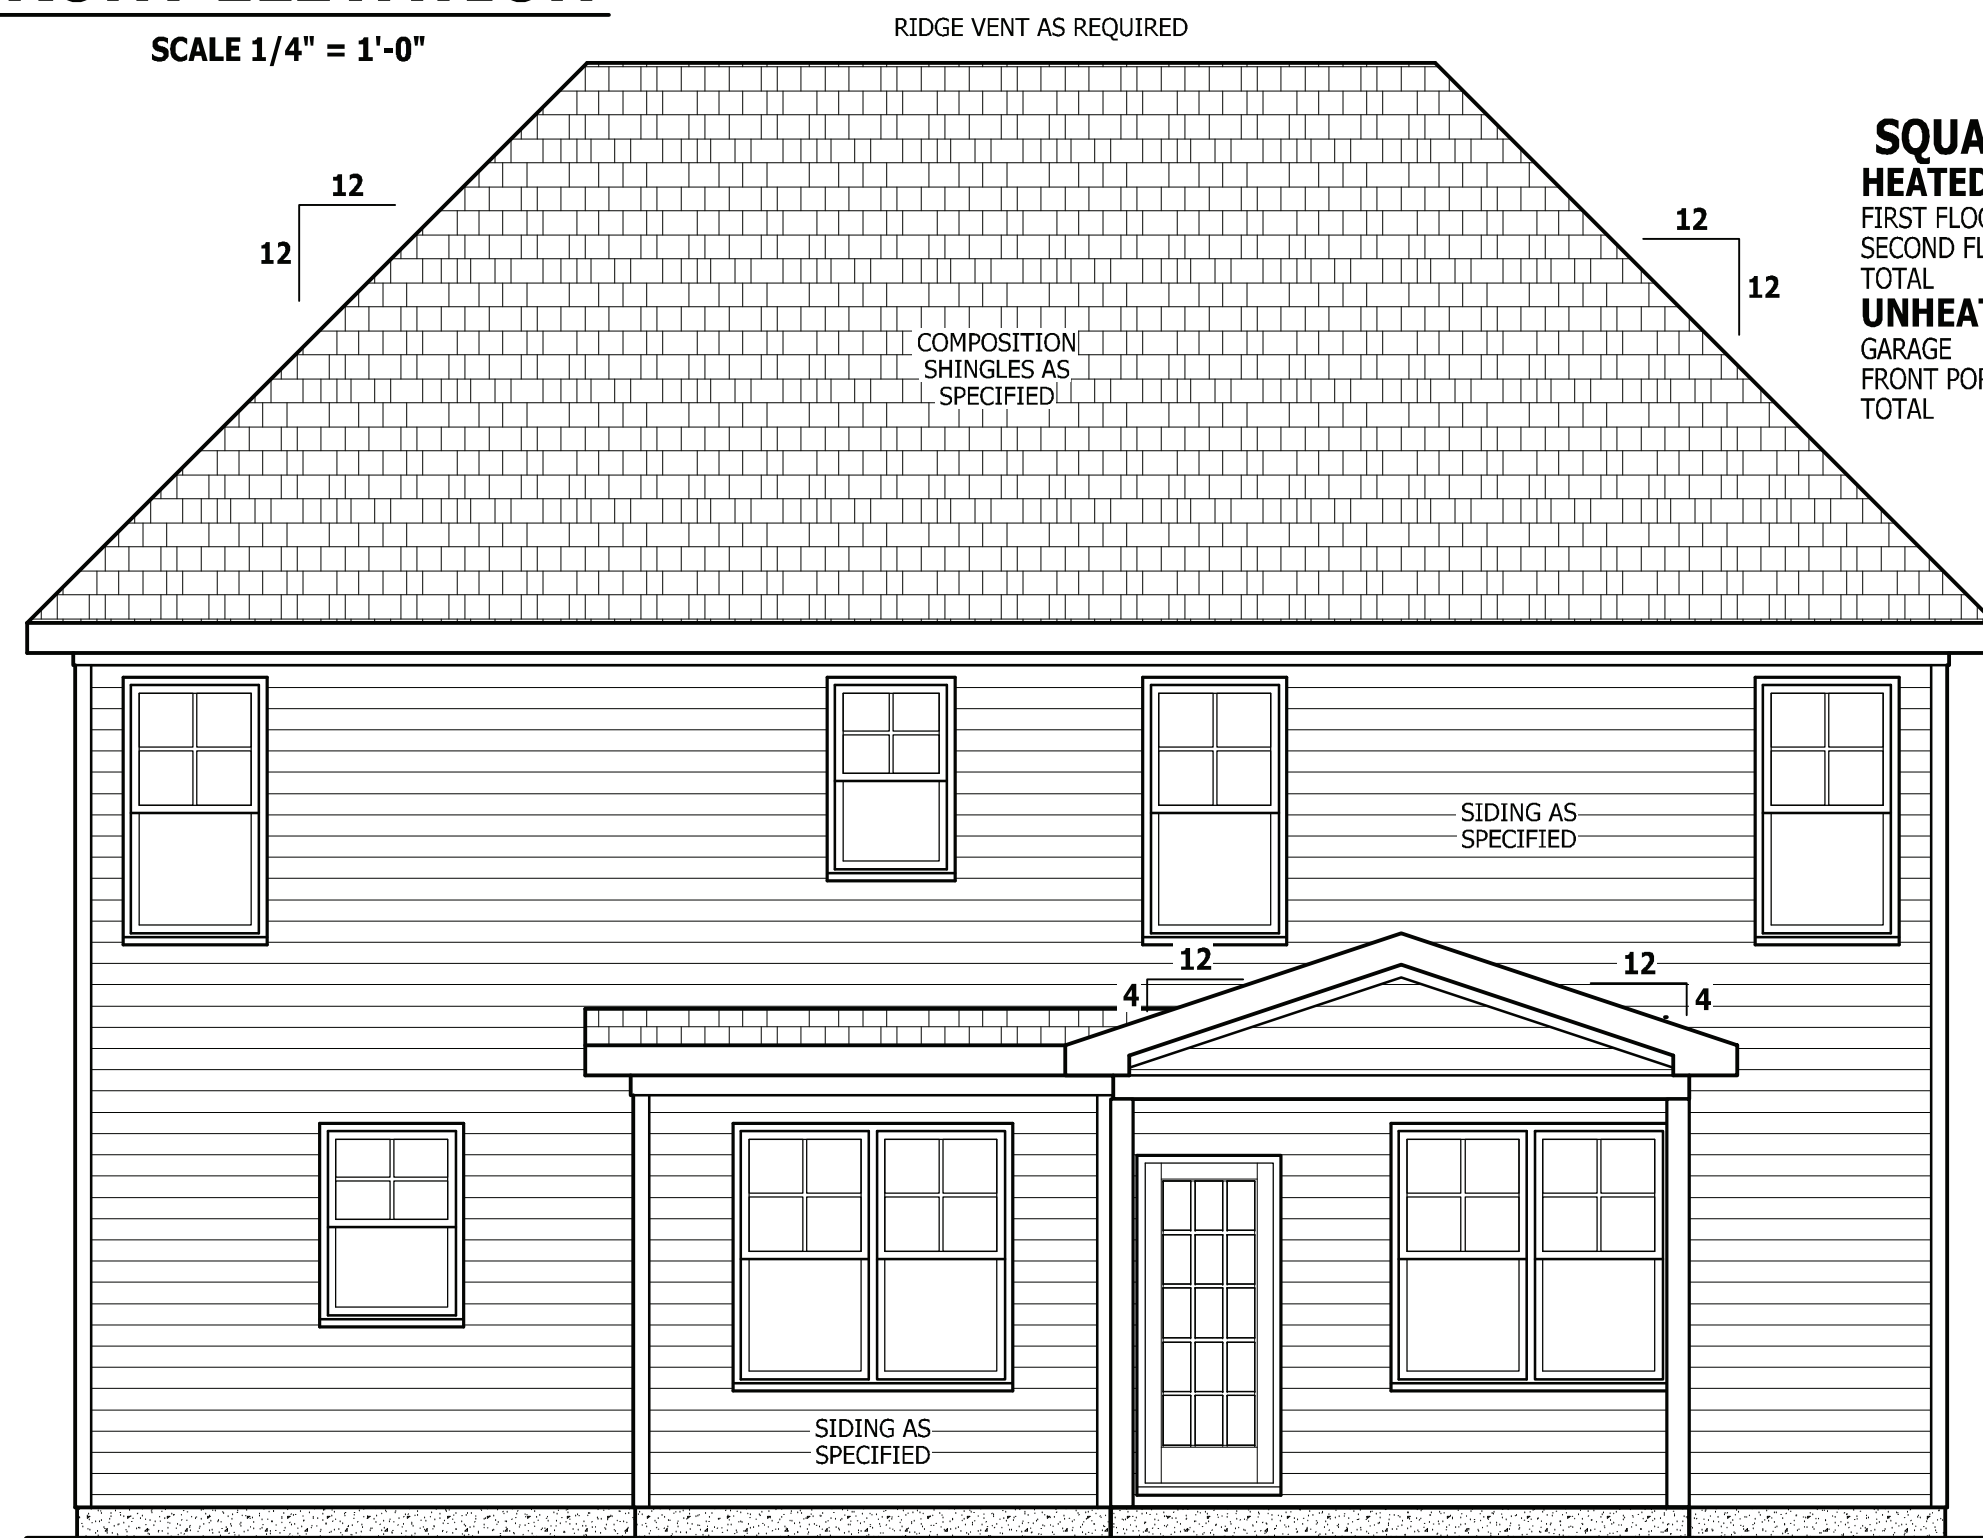 SCALE 1/4" = 1'-0"
RIDGE VENT AS REQUIRED
12
12
12
12
SQUA
HEATED
FIRST FLOO
SECOND FL
TOTAL
UNHEAT
GARAGE
FRONT POR
TOTAL
COMPOSITION
SHINGLES AS
SPECIFIED
SIDING AS
SPECIFIED
12
4
12
4
SIDING AS
SPECIFIED